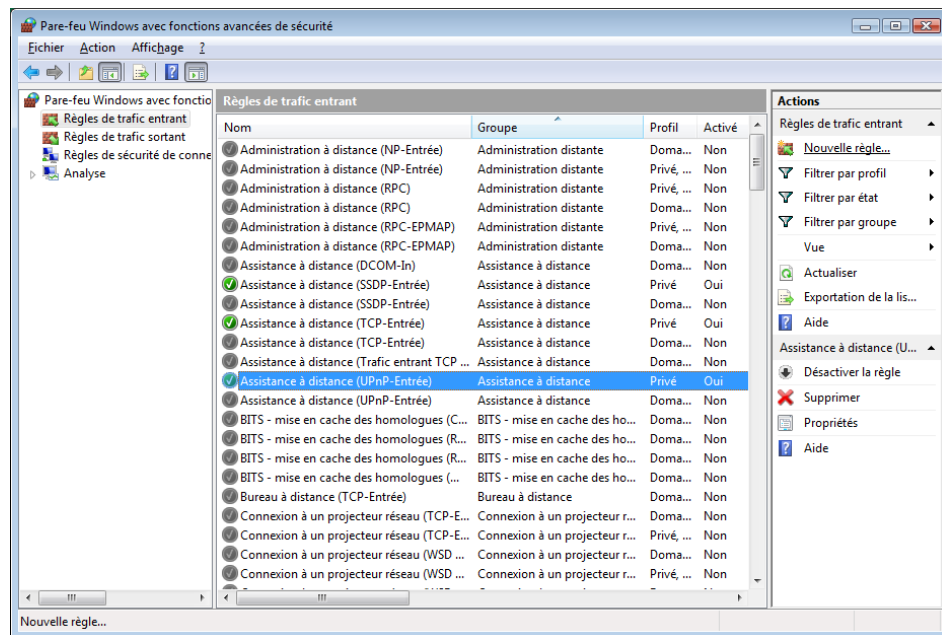 Pare-feu Windows avec fonctions avancées de sécurité
Fichier Action Affichage ?
Pare-feu Windows avec fonctio
Règles de trafic entrant
Règles de trafic sortant
Règles de sécurité de conne
Analyse
Règles de trafic entrant
Nom Groupe Profil Activé
Administration à distance (NP-Entrée) Administration distante Doma... Non
Administration à distance (NP-Entrée) Administration distante Privé, ... Non
Administration à distance (RPC) Administration distante Privé, ... Non
Administration à distance (RPC) Administration distante Doma... Non
Administration à distance (RPC-EPMAP) Administration distante Privé, ... Non
Administration à distance (RPC-EPMAP) Administration distante Doma... Non
Assistance à distance (DCOM-In) Assistance à distance Doma... Non
Assistance à distance (SSDP-Entrée) Assistance à distance Privé Oui
Assistance à distance (SSDP-Entrée) Assistance à distance Doma... Non
Assistance à distance (TCP-Entrée) Assistance à distance Privé Oui
Assistance à distance (TCP-Entrée) Assistance à distance Doma... Non
Assistance à distance (Trafic entrant TCP ... Assistance à distance Doma... Non
Assistance à distance (UPnP-Entrée) Assistance à distance Privé Oui
Assistance à distance (UPnP-Entrée) Assistance à distance Doma... Non
BITS - mise en cache des homologues (C... BITS - mise en cache des ho... Doma... Non
BITS - mise en cache des homologues (R... BITS - mise en cache des ho... Doma... Non
BITS - mise en cache des homologues (R... BITS - mise en cache des ho... Doma... Non
BITS - mise en cache des homologues (... BITS - mise en cache des ho... Doma... Non
Bureau à distance (TCP-Entrée) Bureau à distance Doma... Non
Connexion à un projecteur réseau (TCP-E... Connexion à un projecteur r... Doma... Non
Connexion à un projecteur réseau (TCP-E... Connexion à un projecteur r... Privé, ... Non
Connexion à un projecteur réseau (WSD ... Connexion à un projecteur r... Doma... Non
Connexion à un projecteur réseau (WSD ... Connexion à un projecteur r... Privé, ... Non
Actions
Règles de trafic entrant
Nouvelle règle...
Filtrer par profil
Filtrer par état
Filtrer par groupe
Vue
Actualiser
Exportation de la lis...
Aide
Assistance à distance (U...
Désactiver la règle
Supprimer
Propriétés
Aide
Nouvelle règle...